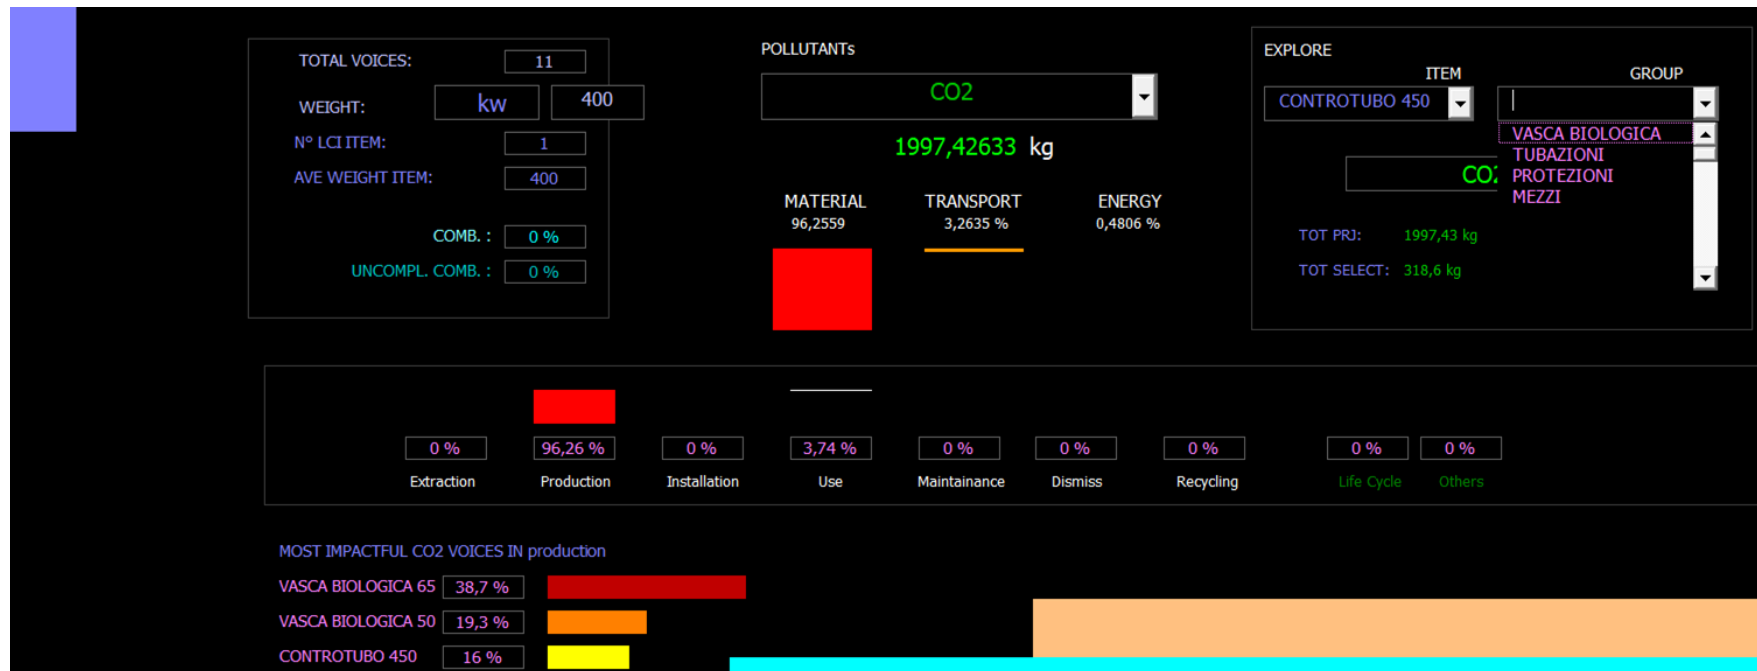 TOTAL VOICES: 11
WEIGHT: kw 400
N° LCI ITEM: 1
AVE WEIGHT ITEM: 400
COMB. : 0 %
UNCOMPL. COMB. : 0 %
POLLUTANTs
CO2
1997,42633 kg
MATERIAL TRANSPORT ENERGY
96,2559 3,2635 % 0,4806 %
EXPLORE
ITEM GROUP
CONTROTUBO 450
VASCA BIOLOGICA
TUBAZIONI
PROTEZIONI
MEZZI
CO2
TOT PRJ: 1997,43 kg
TOT SELECT: 318,6 kg
0 % 96,26 % 0 % 3,74 % 0 % 0 % 0 % 0 % 0 %
Extraction Production Installation Use Maintainance Dismiss Recycling Life Cycle Others
MOST IMPACTFUL CO2 VOICES IN production
VASCA BIOLOGICA 65 38,7 %
VASCA BIOLOGICA 50 19,3 %
CONTROTUBO 450 16 %